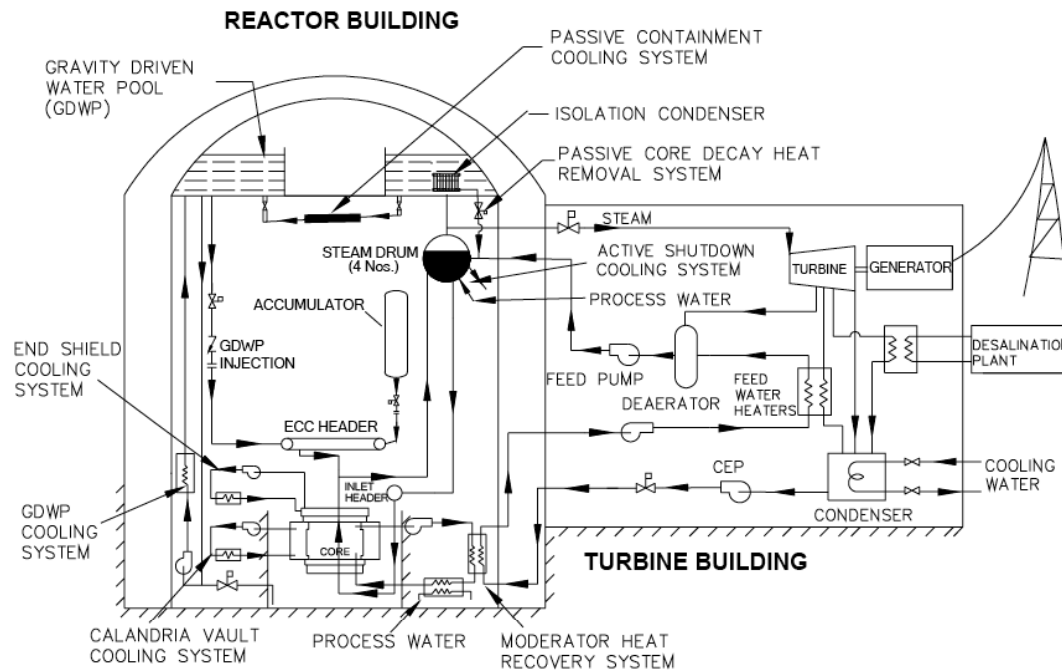 REACTOR BUILDING
PASSIVE CONTAINMENT
COOLING SYSTEM
GRAVITY DRIVEN
WATER POOL
(GDWP)
ISOLATION CONDENSER
PASSIVE CORE DECAY HEAT
REMOVAL SYSTEM
STEAM
STEAM DRUM
(4 Nos.)
ACTIVE SHUTDOWN
COOLING SYSTEM
TURBINE
GENERATOR
PROCESS WATER
ACCUMULATOR
DESALINATION
PLANT
END SHIELD
COOLING
SYSTEM
GDWP
INJECTION
FEED PUMP
DEAERATOR
FEED
WATER
HEATERS
ECC HEADER
INLET
HEADER
CEP
COOLING
WATER
CONDENSER
GDWP
COOLING
SYSTEM
CORE
TURBINE BUILDING
CALANDRIA VAULT
COOLING SYSTEM
PROCESS
WATER
MODERATOR HEAT
RECOVERY SYSTEM